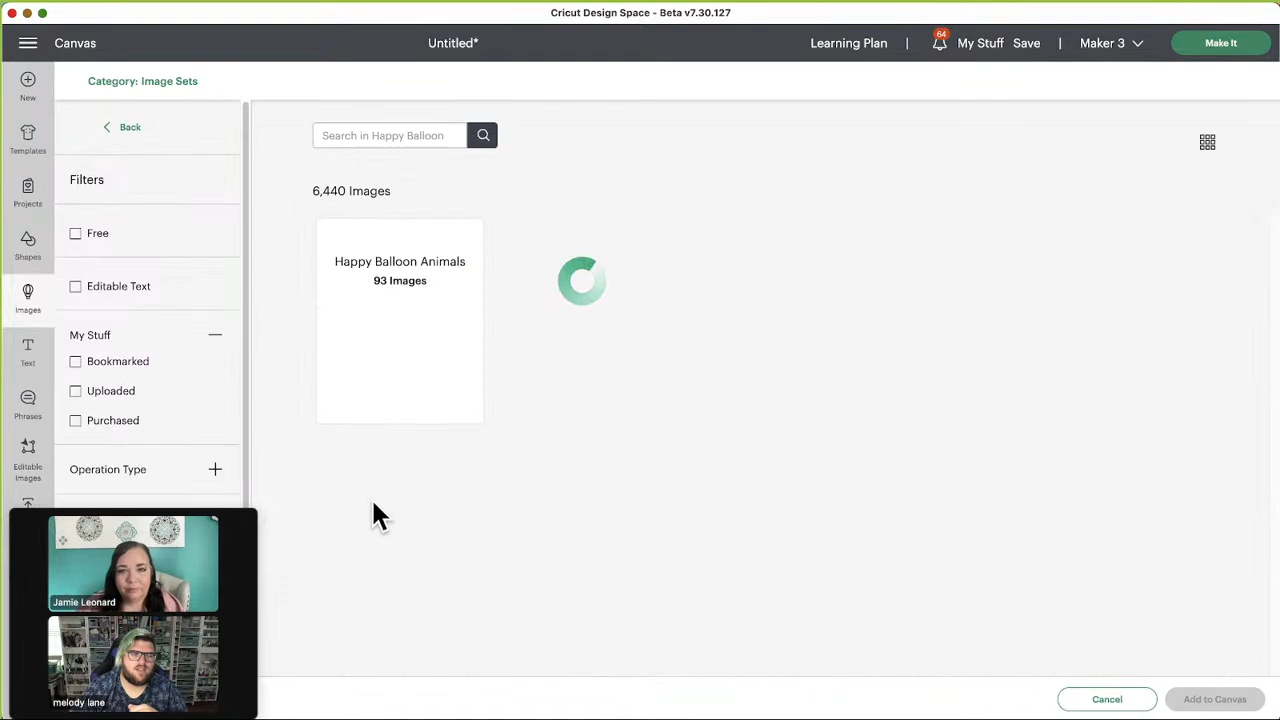 Cricut Design Space - Beta v7.30.127
Canvas
Untitled*
Learning Plan
|
64
My Stuff
Save
|
Maker 3
Make It
New
Templates
Projects
Shapes
Images
Text
Phrases
Editable
Images
Category: Image Sets
Back
Filters
Free
Editable Text
My Stuff
Bookmarked
Uploaded
Purchased
Operation Type
Search in Happy Balloon
6,440 Images
Happy Balloon Animals
93 Images
Jamie Leonard
melody lane
Cancel
Add to Canvas